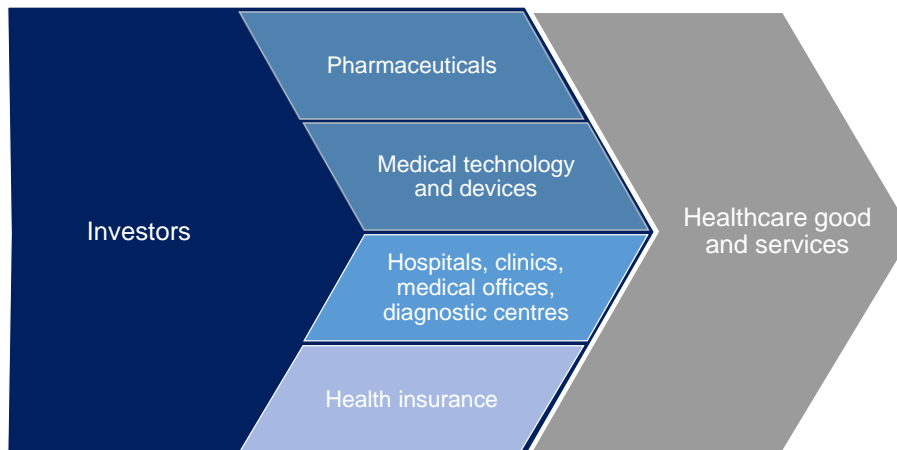 Investors
Pharmaceuticals
Medical technology
and devices
Hospitals, clinics,
medical offices,
diagnostic centres
Health insurance
Healthcare good
and services